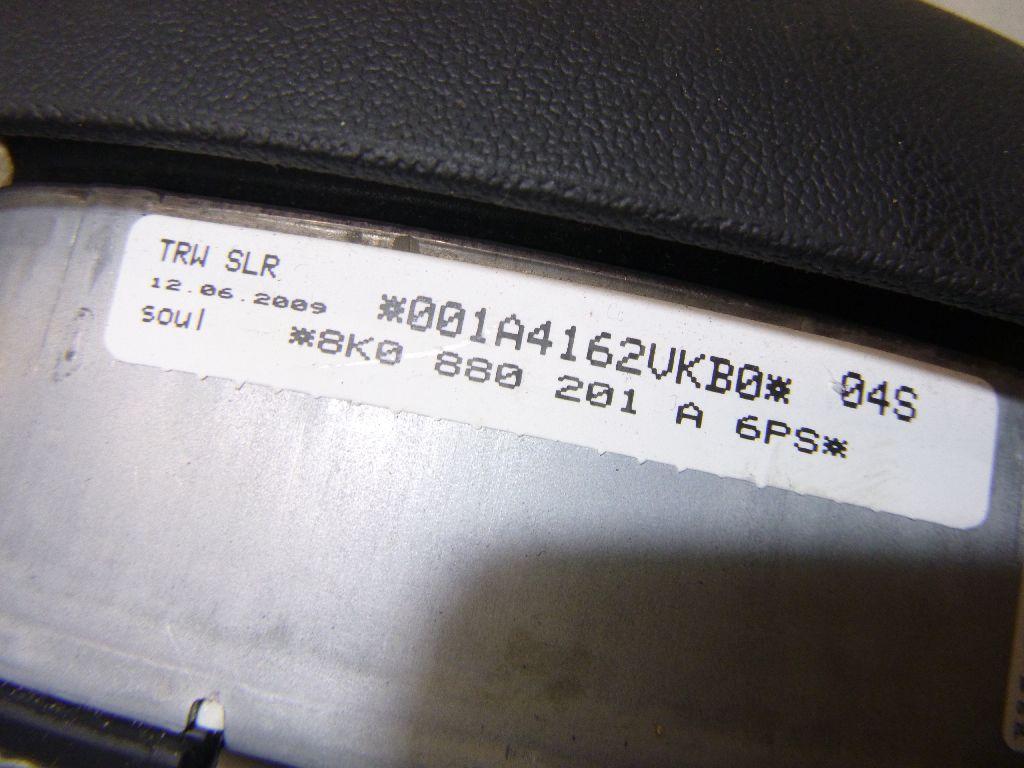 TRW SLR
12.06.2009
soul
*001A4162VKB0* 04S
*8K0 880 201 A 6PS*